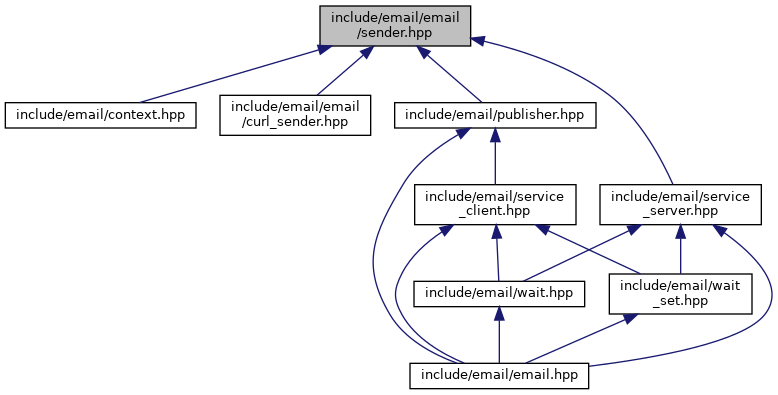 include/email/email
/sender.hpp
include/email/context.hpp
include/email/email
/curl_sender.hpp
include/email/publisher.hpp
include/email/service
_client.hpp
include/email/service
_server.hpp
include/email/wait.hpp
include/email/wait
_set.hpp
include/email/email.hpp